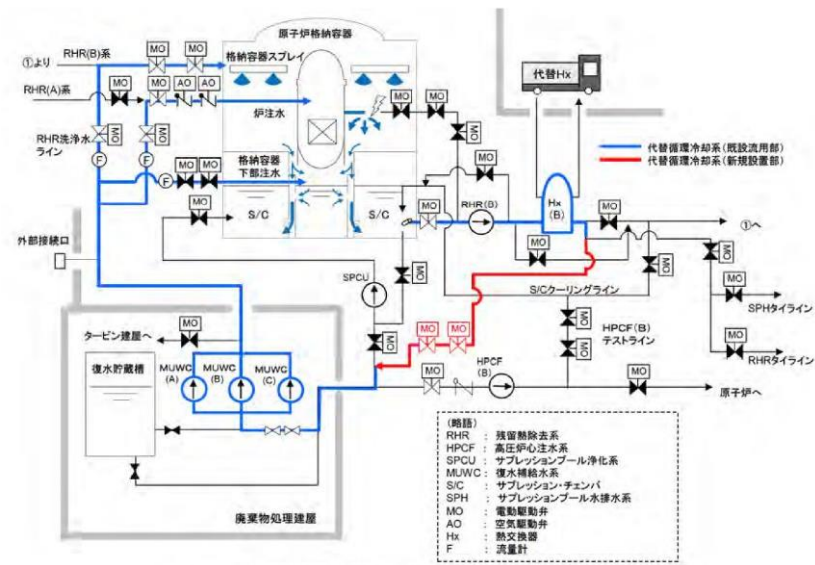 原子炉格納容器
①より
RHR(B)系
MO
MO
格納容器スプレイ
代替Hx
RHR(A)系
MO
MO
AO
AO
MO
MO
炉注水
RHR洗浄水
ライン
MO
MO
代替循環冷却系(既設流用部)
代替循環冷却系(新規設置部)
F
F
格納容器
下部注水
F
MO
MO
MO
MO
MO
S/C
S/C
MO
RHR(B)
Hx
(B)
MO
①へ
外部接続口
SPCU
MO
MO
MO
MO
S/Cクーリングライン
MO
SPHタイライン
タービン建屋へ
MO
MO
MO
MO
MO
MO
HPCF(B)
テストライン
MO
RHRタイライン
復水貯蔵槽
MUWC
(A)
MUWC
(B)
MUWC
(C)
MO
HPCF
(B)
MO
原子炉へ
廃棄物処理建屋
(略語)
RHR : 残留熱除去系
HPCF : 高圧炉心注水系
SPCU : サプレッションプール浄化系
MUWC : 復水補給水系
S/C : サプレッション・チェンバ
SPH : サプレッションプール水排水系
MO : 電動駆動弁
AO : 空気駆動弁
Hx : 熱交換器
F : 流量計